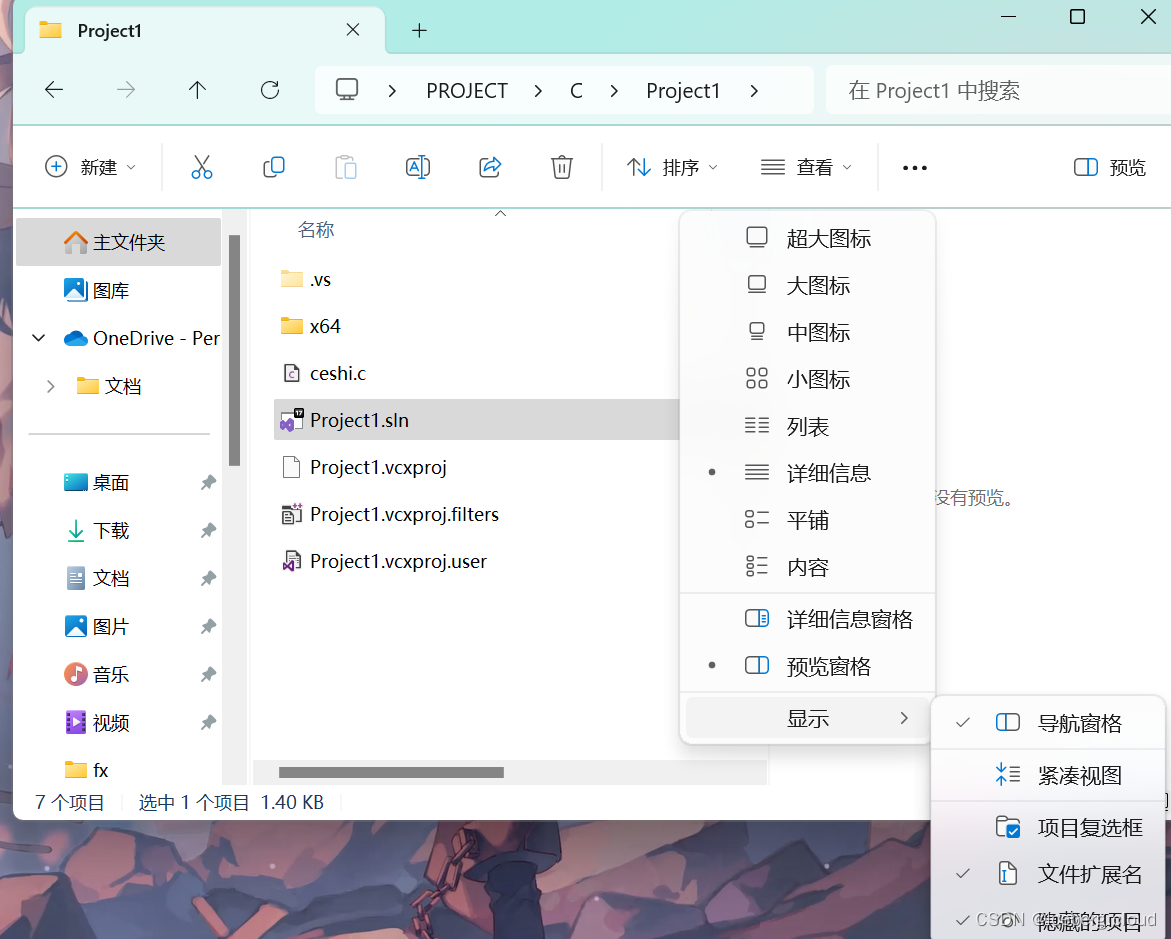 Project1
PROJECT
C
Project1
在 Project1 中搜索
新建
排序
查看
预览
主文件夹
图库
OneDrive - Per
文档
桌面
下载
文档
图片
音乐
视频
fx
名称
.vs
x64
ceshi.c
Project1.sln
Project1.vcxproj
Project1.vcxproj.filters
Project1.vcxproj.user
超大图标
大图标
中图标
小图标
列表
详细信息
平铺
内容
详细信息窗格
预览窗格
显示
没有预览。
导航窗格
紧凑视图
项目复选框
文件扩展名
隐藏的项目
7 个项目
选中 1 个项目 1.40 KB
CSDN